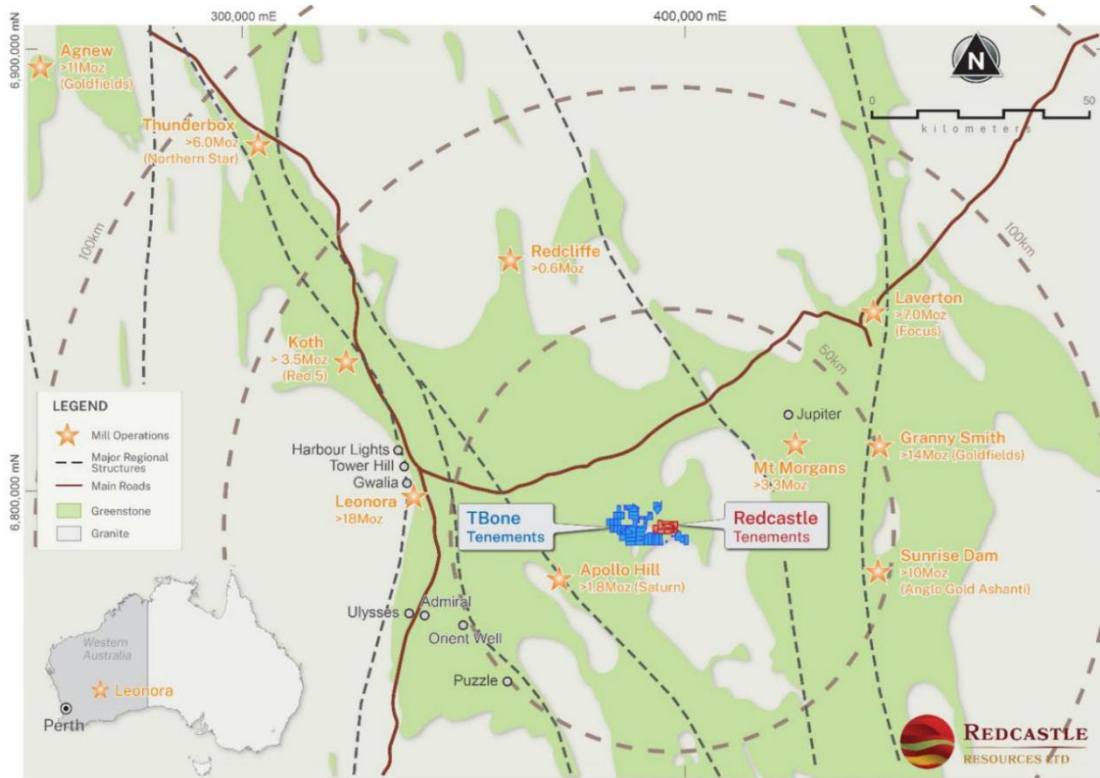 300,000 mE
400,000 mE
6,900,000 mN
6,800,000 mN
Agnew
>11Moz
(Goldfields)
Thunderbox
>6.0Moz
(Northern Star)
N
0
50
kilometers
100km
100km
Redcliffe
>0.6Moz
Laverton
>7.0Moz
(Focus)
Koth
> 3.5Moz
(Red 5)
50km
LEGEND
Mill Operations
Major Regional
Structures
Main Roads
Greenstone
Granite
Harbour Lights
Tower Hill
Gwalia
Leonora
>18Moz
Jupiter
Mt Morgans
>3.3Moz
Granny Smith
>14Moz (Goldfields)
TBone
Tenements
Redcastle
Tenements
Apollo Hill
>1.8Moz (Saturn)
Sunrise Dam
>10Moz
(Anglo Gold Ashanti)
Ulysses
Admiral
Orient Well
Puzzle
Western
Australia
Leonora
Perth
REDCASTLE
RESOURCES LTD